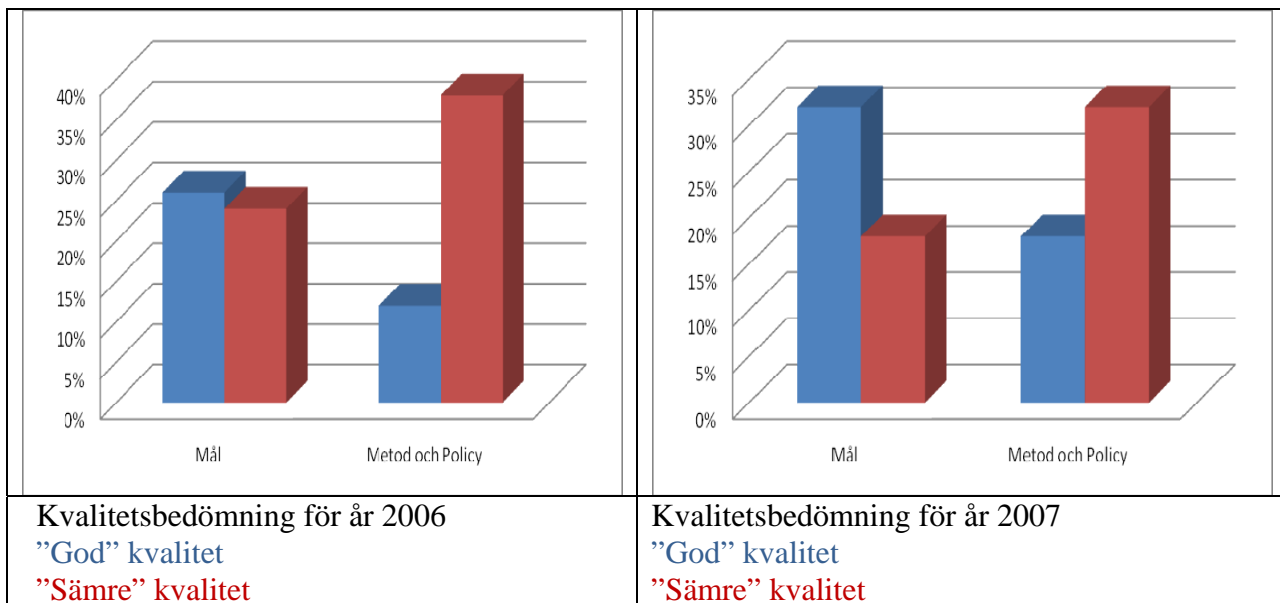 40%
35%
30%
25%
20%
15%
10%
5%
0%
Mål Metod och Policy
35%
30%
25%
20%
15%
10%
5%
0%
Mål Metod och Policy
Kvalitetsbedömning för år 2006
”God” kvalitet
”Sämre” kvalitet
Kvalitetsbedömning för år 2007
”God” kvalitet
”Sämre” kvalitet